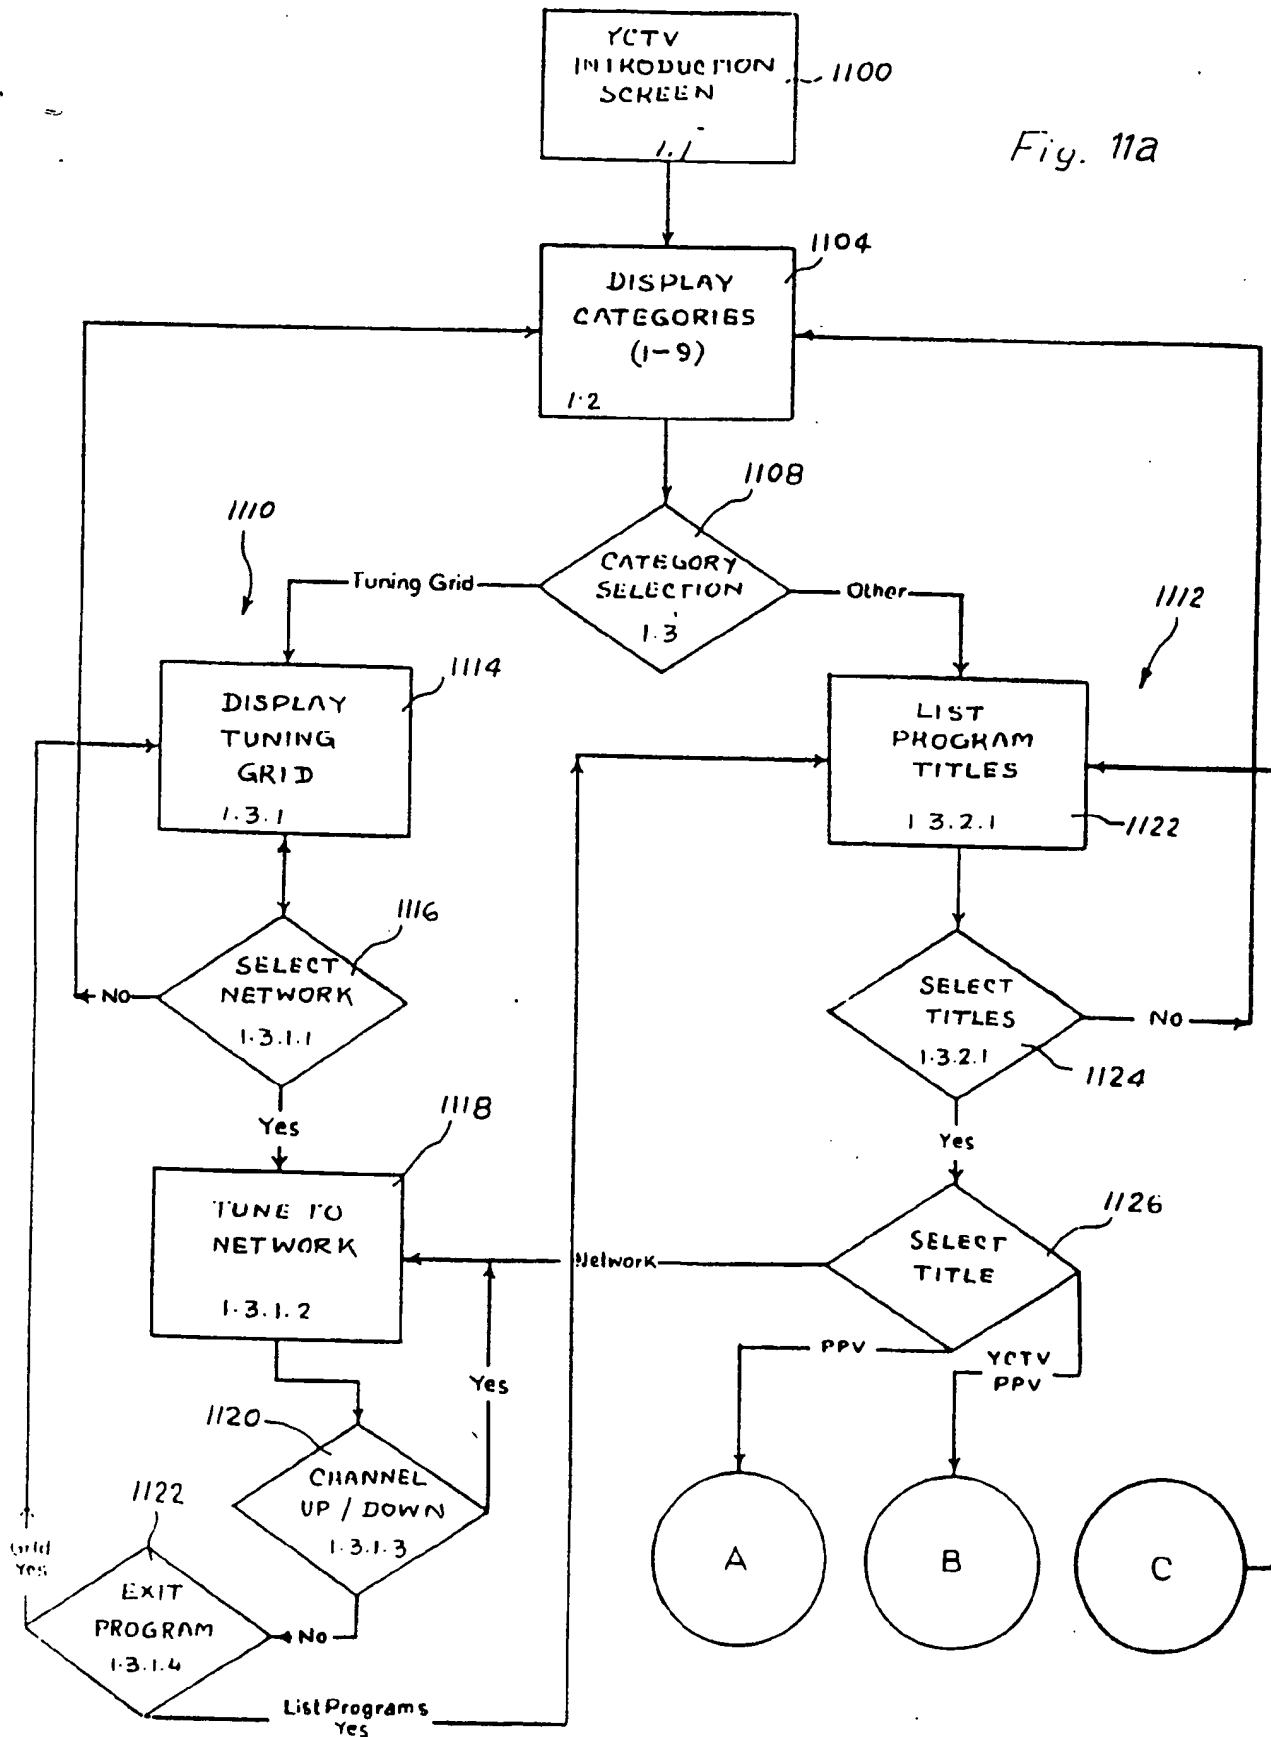 YCTV
INTRODUCTION
SCREEN
1.1
1100
Fig. 11a
1104
DISPLAY
CATEGORIES
(1-9)
1.2
1108
1110
CATEGORY
SELECTION
1.3
Tuning Grid
Other
1112
1114
DISPLAY
TUNING
GRID
1.3.1
LIST
PROGRAM
TITLES
1.3.2.1
1122
1116
SELECT
NETWORK
1.3.1.1
No
SELECT
TITLES
1.3.2.1
No
1124
Yes
Yes
1118
TUNE TO
NETWORK
1.3.1.2
1126
SELECT
TITLE
Network
PPV
YCTV
PPV
Yes
1120
CHANNEL
UP / DOWN
1.3.1.3
1122
Grid
Yes
EXIT
PROGRAM
1.3.1.4
No
A
B
C
List Programs
Yes